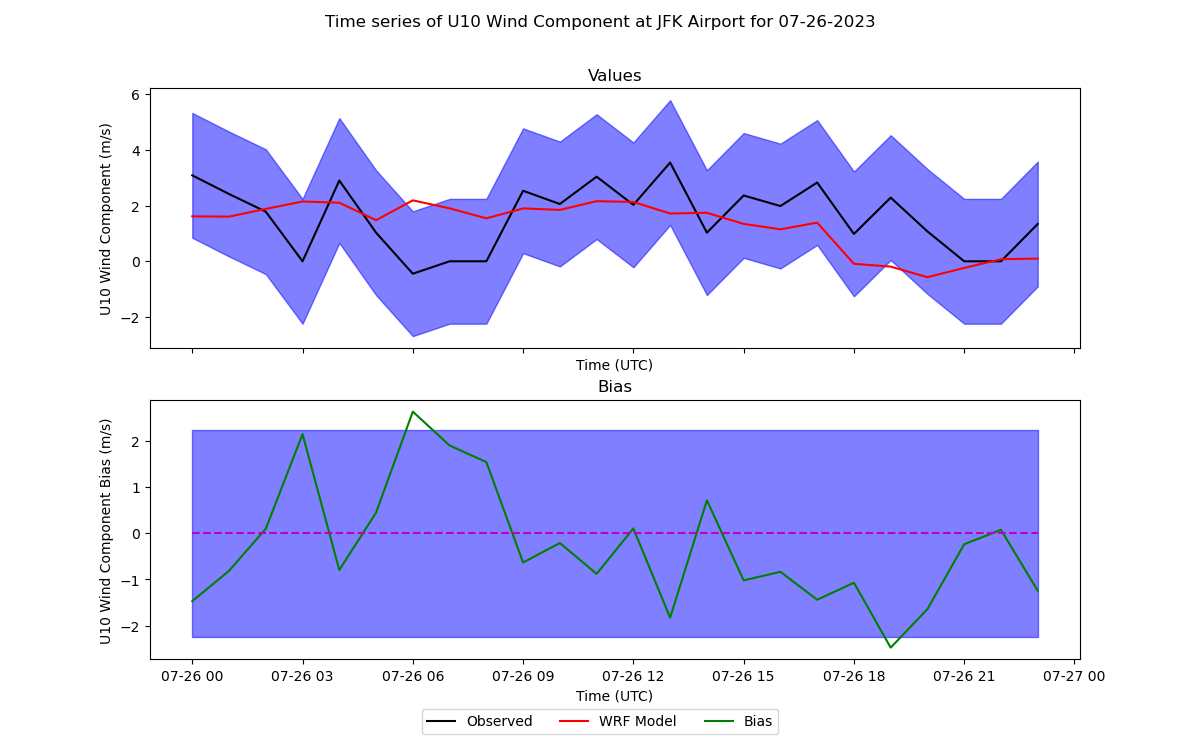 Time series of U10 Wind Component at JFK Airport for 07-26-2023
Values
U10 Wind Component (m/s)
6
4
2
0
−2
Time (UTC)
Bias
U10 Wind Component Bias (m/s)
2
1
0
−1
−2
07-26 00 07-26 03 07-26 06 07-26 09 07-26 12 07-26 15 07-26 18 07-26 21 07-27 00
Time (UTC)
Observed WRF Model Bias